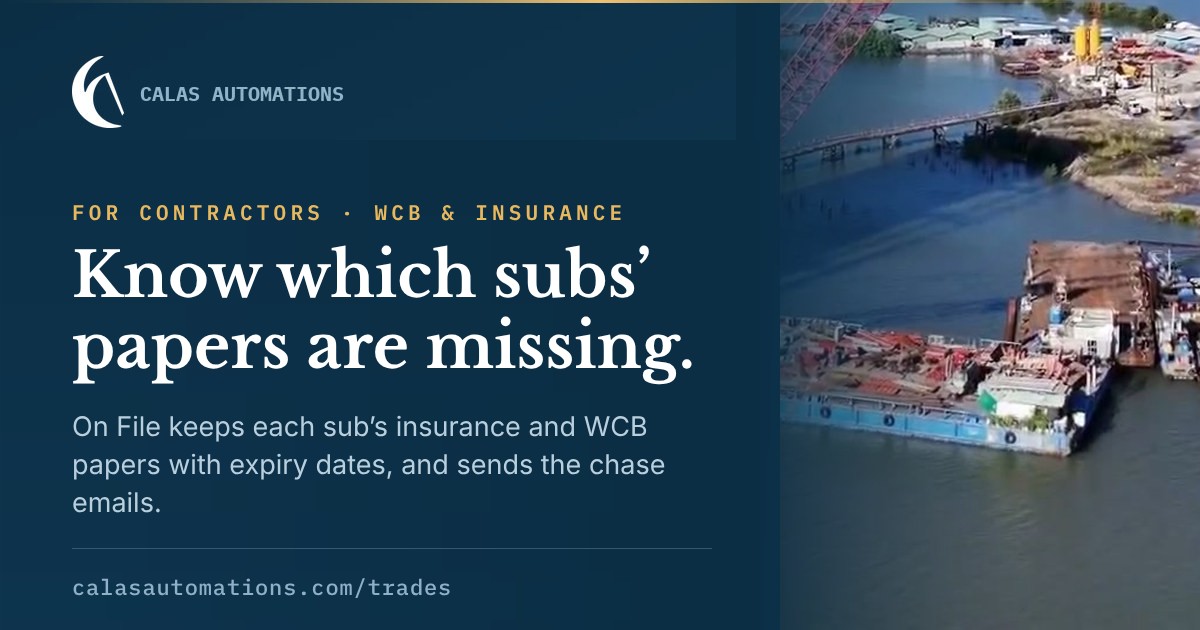 CALAS AUTOMATIONS
FOR CONTRACTORS · WCB & INSURANCE
Know which subs’
papers are missing.
On File keeps each sub’s insurance and WCB
papers with expiry dates, and sends the chase
emails.
calasautomations.com/trades